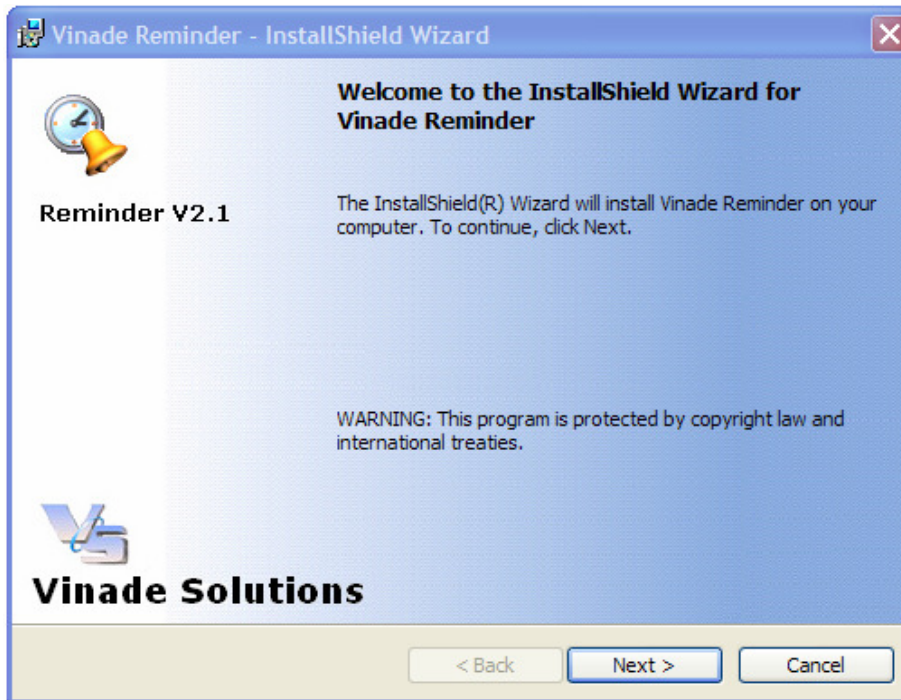 Vinade Reminder - InstallShield Wizard
Welcome to the InstallShield Wizard for
Vinade Reminder
Reminder V2.1
The InstallShield(R) Wizard will install Vinade Reminder on your
computer. To continue, click Next.
WARNING: This program is protected by copyright law and
international treaties.
VS
Vinade Solutions
< Back Next > Cancel